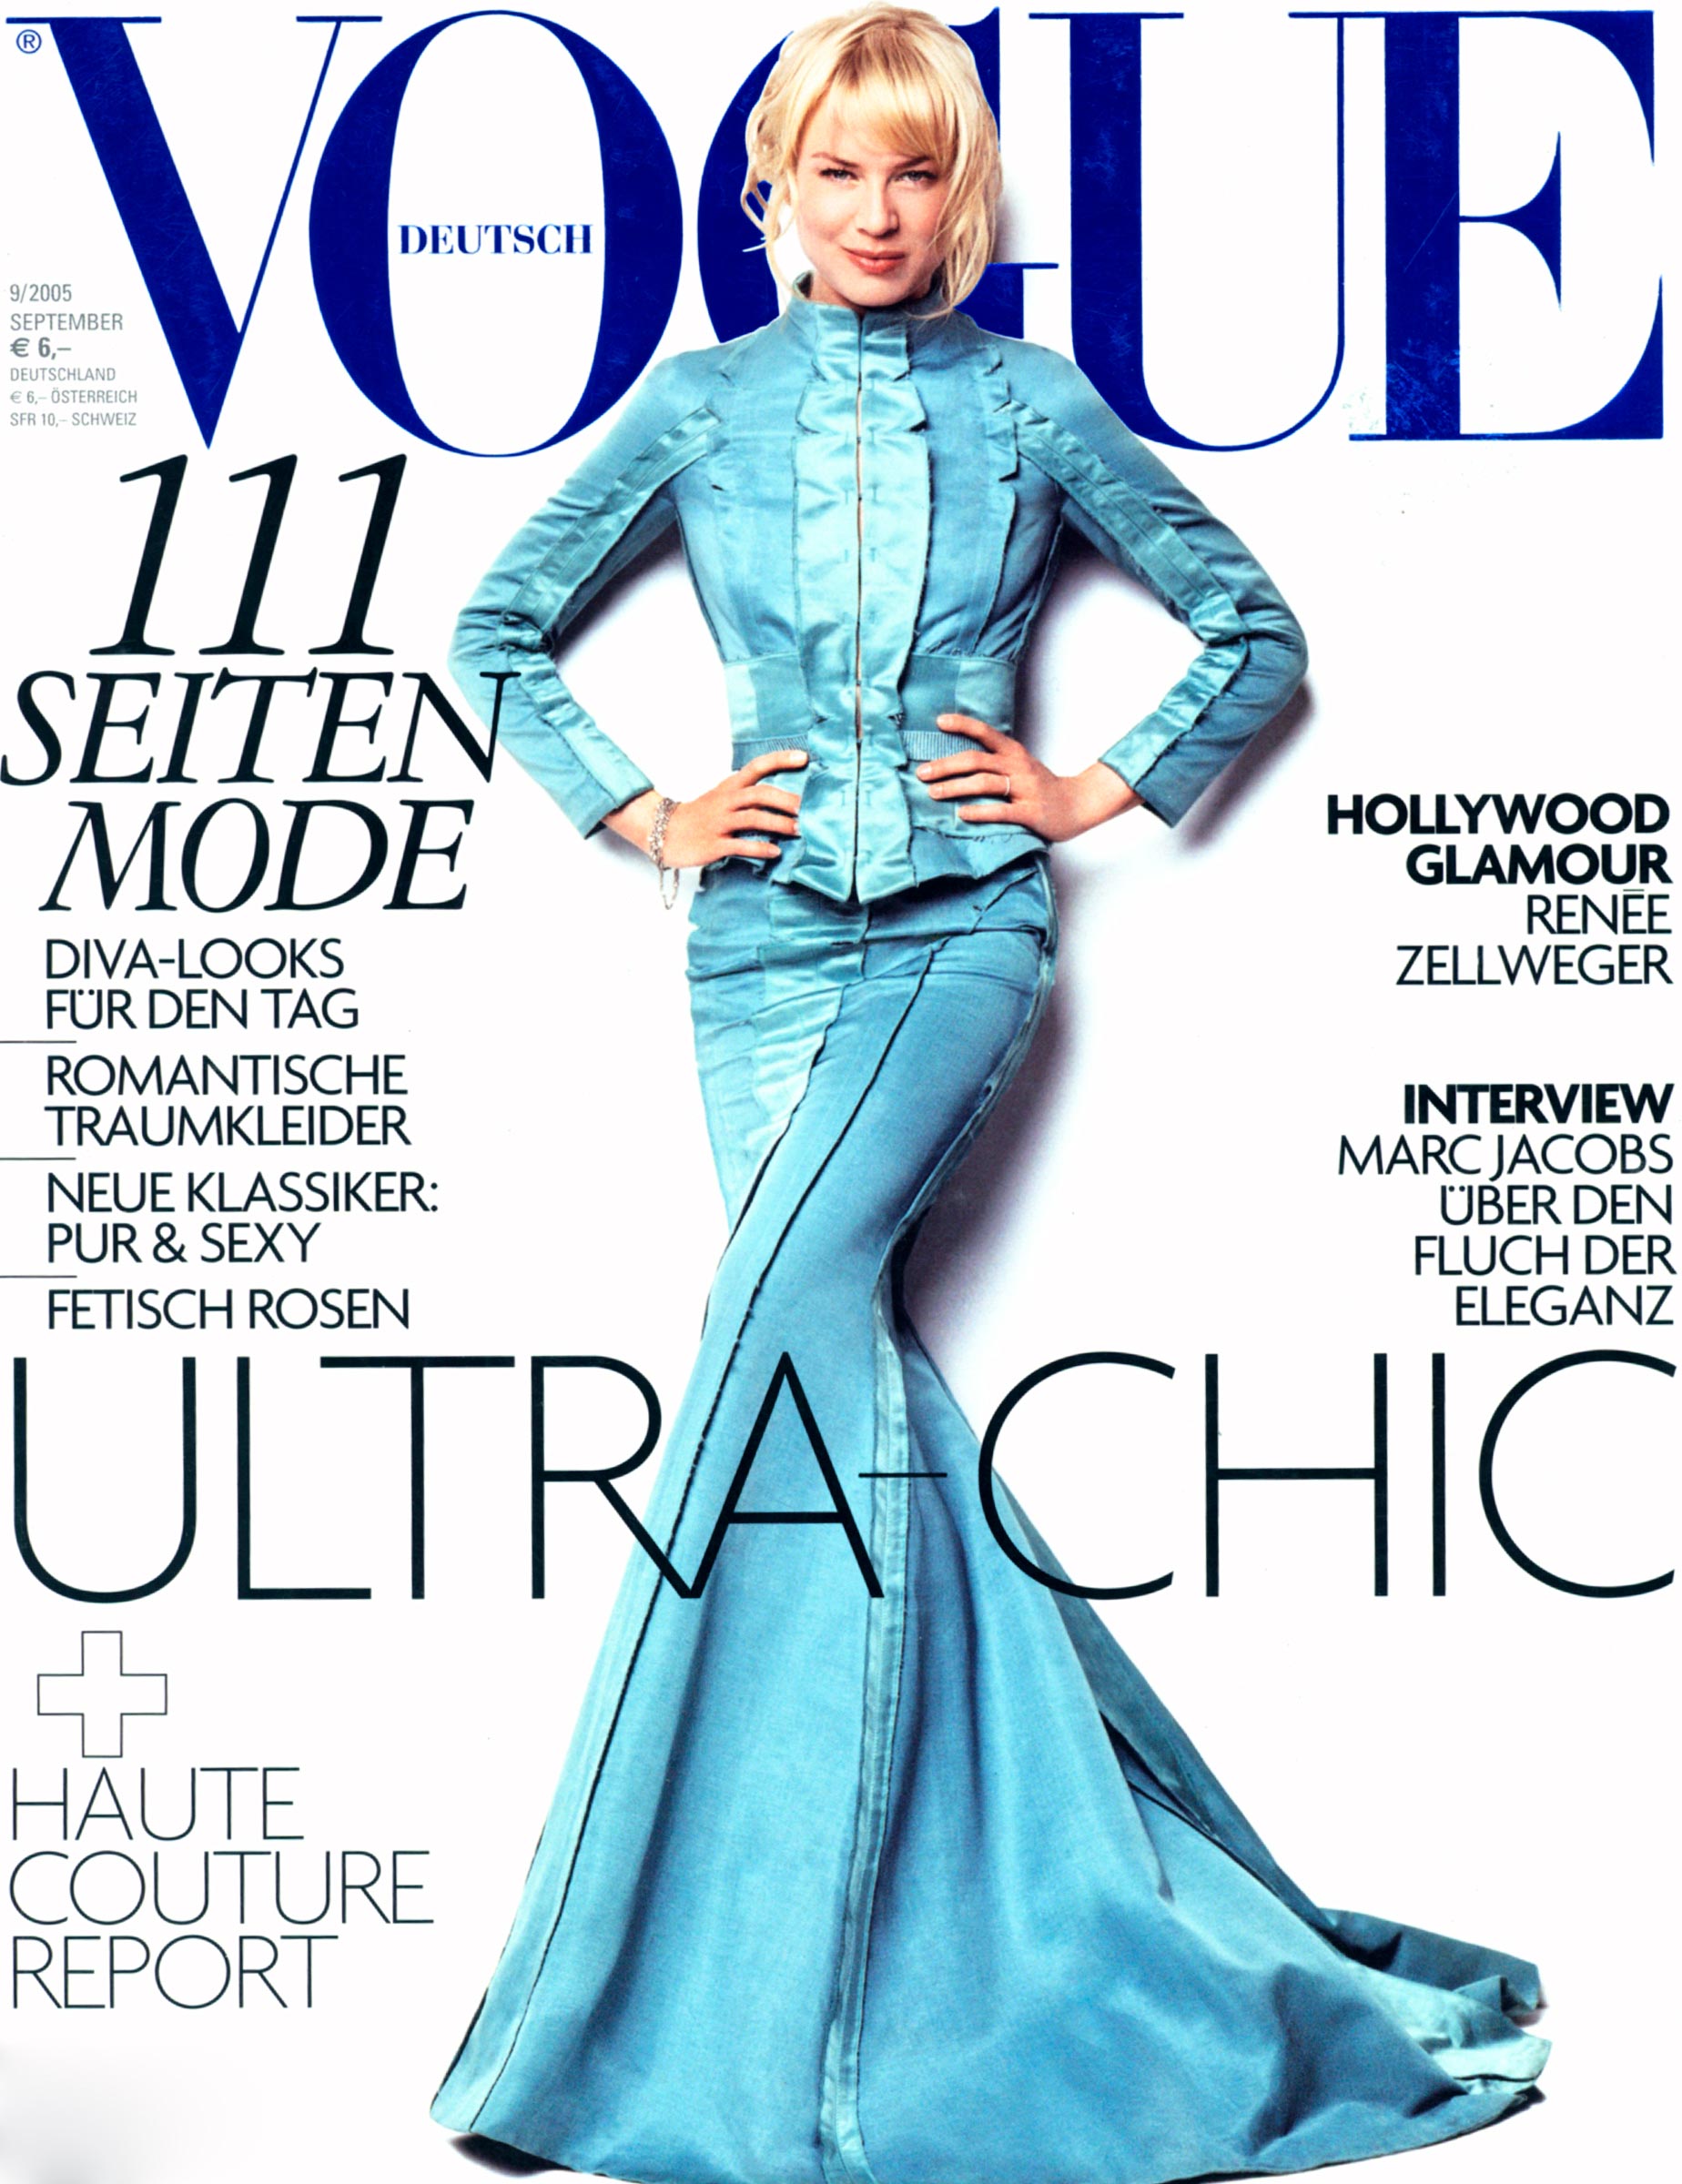 ®
VOGUE
DEUTSCH
9/2005
SEPTEMBER
€ 6,–
DEUTSCHLAND
€ 6,– ÖSTERREICH
SFR 10,– SCHWEIZ
111
SEITEN
MODE
DIVA-LOOKS
FÜR DEN TAG
ROMANTISCHE
TRAUMKLEIDER
NEUE KLASSIKER:
PUR & SEXY
FETISCH ROSEN
HOLLYWOOD
GLAMOUR
RENĒE
ZELLWEGER
INTERVIEW
MARC JACOBS
ÜBER DEN
FLUCH DER
ELEGANZ
ULTRA-CHIC
+
HAUTE
COUTURE
REPORT